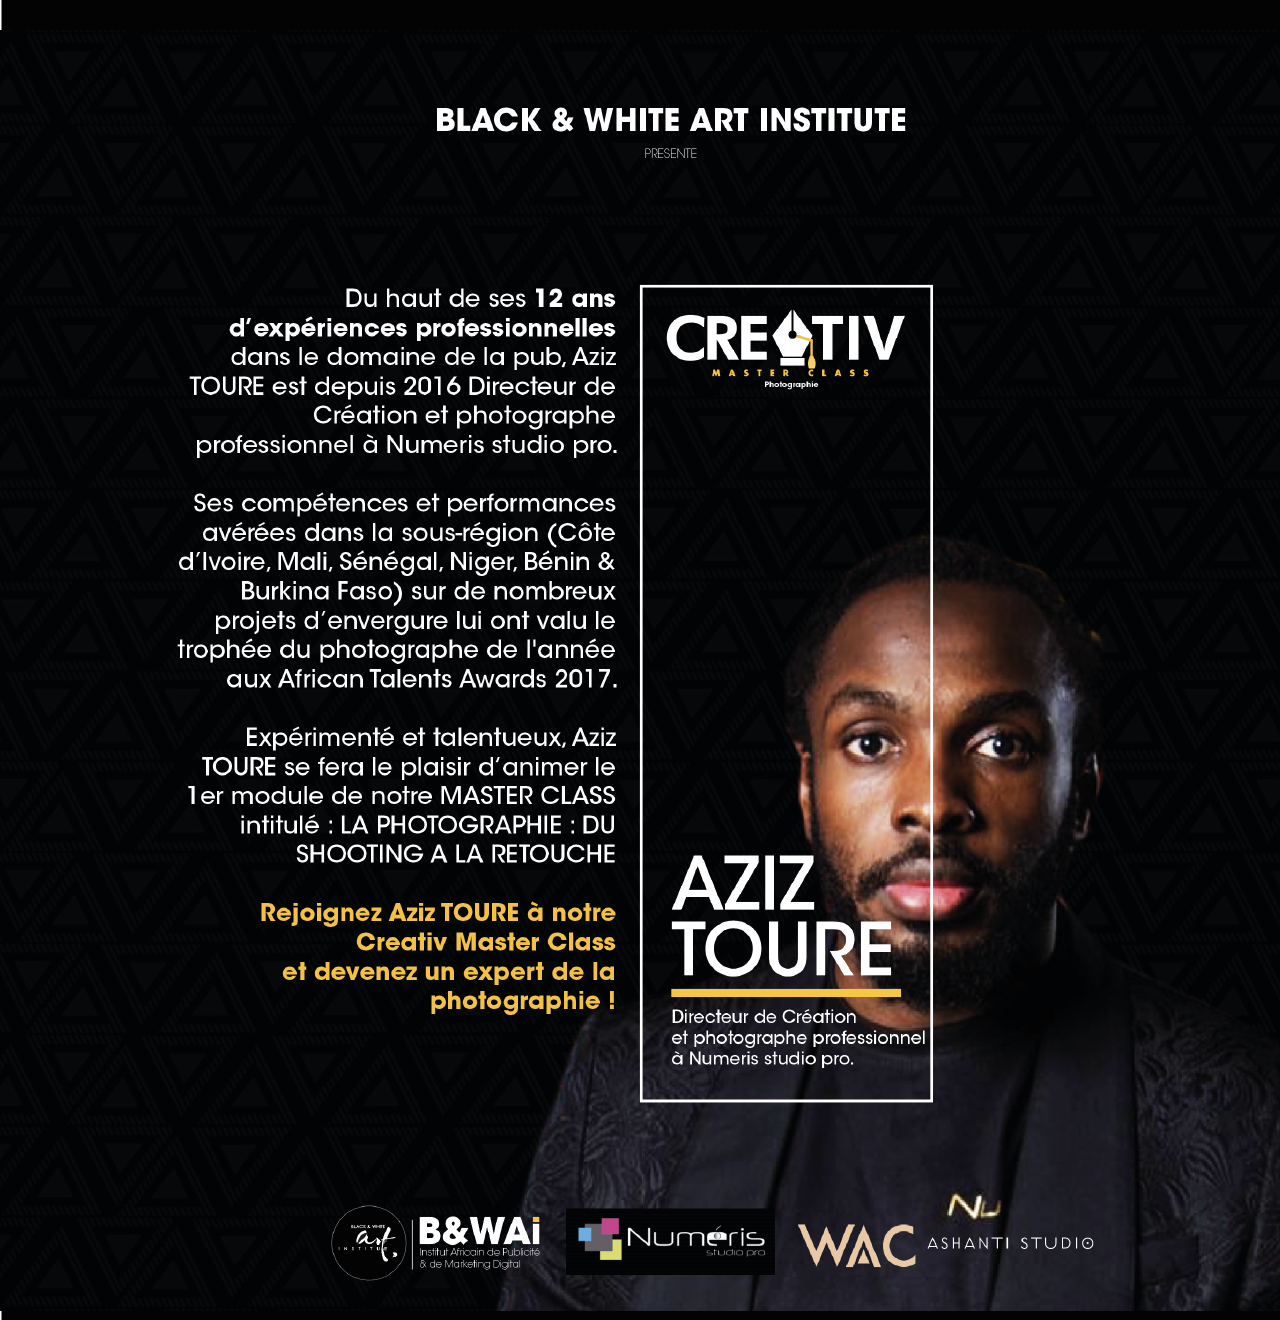 BLACK & WHITE ART INSTITUTE
PRESENTE
Du haut de ses 12 ans
d’expériences professionnelles
dans le domaine de la pub, Aziz
TOURE est depuis 2016 Directeur de
Création et photographe
professionnel à Numeris studio pro.
Ses compétences et performances
avérées dans la sous-région (Côte
d’Ivoire, Mali, Sénégal, Niger, Bénin &
Burkina Faso) sur de nombreux
projets d’envergure lui ont valu le
trophée du photographe de l'année
aux African Talents Awards 2017.
Expérimenté et talentueux, Aziz
TOURE se fera le plaisir d’animer le
1er module de notre MASTER CLASS
intitulé : LA PHOTOGRAPHIE : DU
SHOOTING A LA RETOUCHE
Rejoignez Aziz TOURE à notre
Creativ Master Class
et devenez un expert de la
photographie !
CREATIV
MASTER CLASS
Photographie
AZIZ
TOURE
Directeur de Création
et photographe professionnel
à Numeris studio pro.
Nu
BLACK & WHITE
art
INSTITUTE
B&WAi
Institut Africain de Publicité
& de Marketing Digital
Numéris
studio pro
WAC
ASHANTI STUDIO